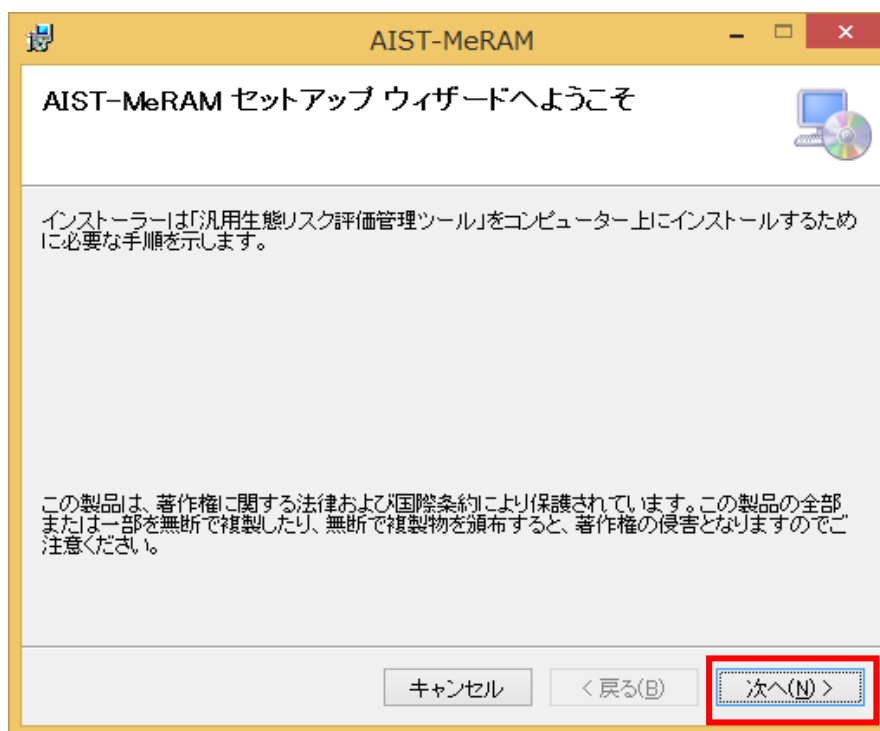 AIST-MeRAM
AIST-MeRAM セットアップ ウィザードへようこそ
インストーラーは「汎用生態リスク評価管理ツール」をコンピューター上にインストールするため
に必要な手順を示します。
この製品は、著作権に関する法律および国際条約により保護されています。この製品の全部
または一部を無断で複製したり、無断で複製物を頒布すると、著作権の侵害となりますのでご
注意ください。
キャンセル
< 戻る(B)
次へ(N) >